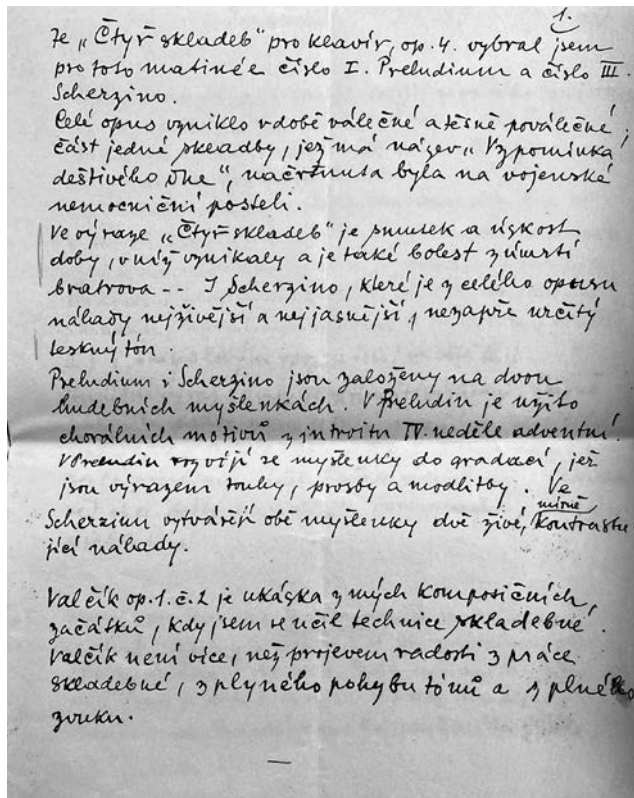 1.
Ze „Čtyř skladeb“ pro klavír, op. 4. vybral jsem
pro toto matinée číslo I. Preludium a číslo III.
Scherzino.
Celé opus vzniklo v době válečné a těsně poválečné;
část jedné skladby, jež má název „Vzpomínka
deštivého dne“, načrtnuta byla na vojenské
nemocniční posteli.
Ve výraze „Čtyř skladeb“ je smutek a úzkost
doby, v níž vznikaly a je také bolest z úmrtí
bratrova -- I Scherzino, které je z celého opusu
nálady nejživější a nejjasnější, nezapře určitý
teskný tón.
Preludium i Scherzino jsou založeny na dvou
hudebních myšlenkách. V Preludiu je užito
chorálních motivů z introitu IV. neděle adventní.
V Preludiu rozvíjí se myšlenky do gradací, jež
jsou výrazem touhy, prosby a modlitby. Ve
Scherzinu vytvářejí obě myšlenky dvě živé, mírně kontrastu
jící nálady.
Valčík op. 1. č. 2 je ukázka z mých komposičních
začátků, kdy jsem se učil technice skladebné.
Valčík není více, než projevem radosti z práce
skladebné, z plyného pohybu tónů a z plného
zvuku.